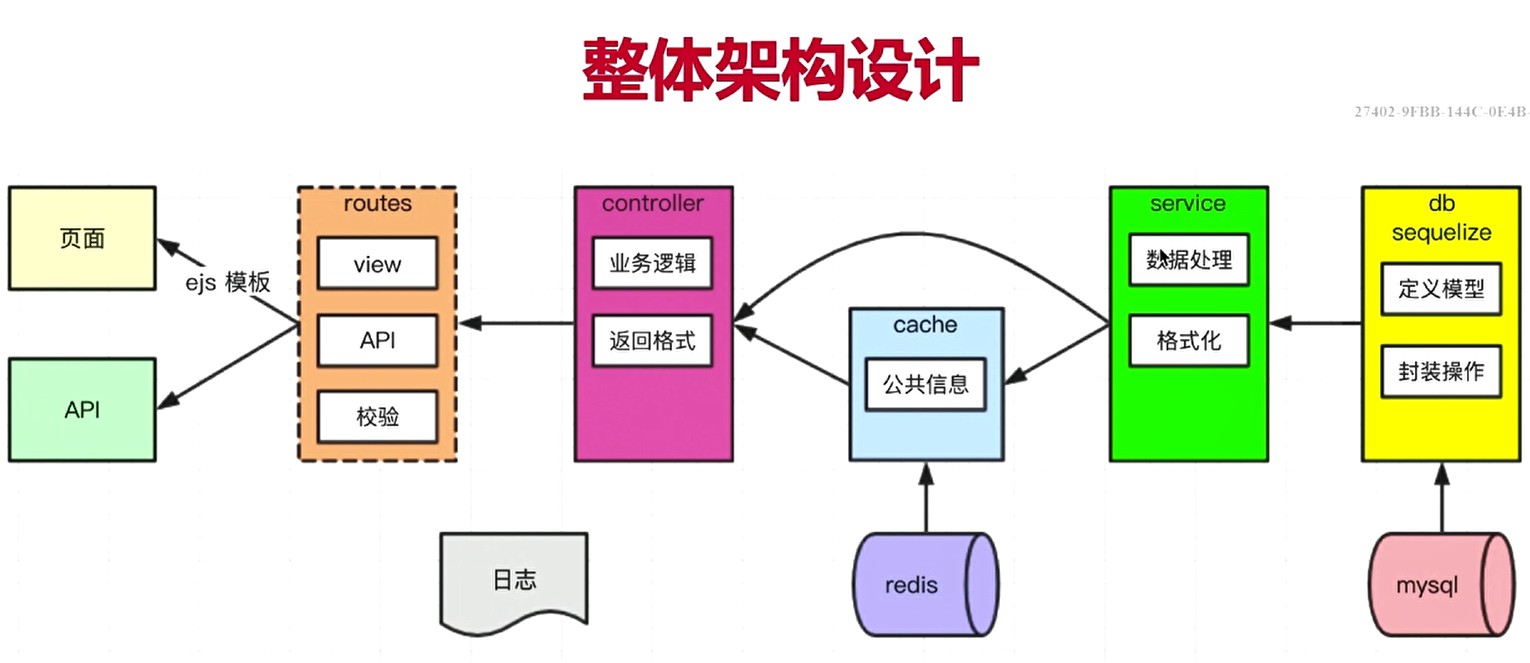 整体架构设计
27402-9FBB-144C-0E4B-
页面
API
ejs 模板
routes
view
API
校验
controller
业务逻辑
返回格式
cache
公共信息
service
数据处理
格式化
db
sequelize
定义模型
封装操作
日志
redis
mysql